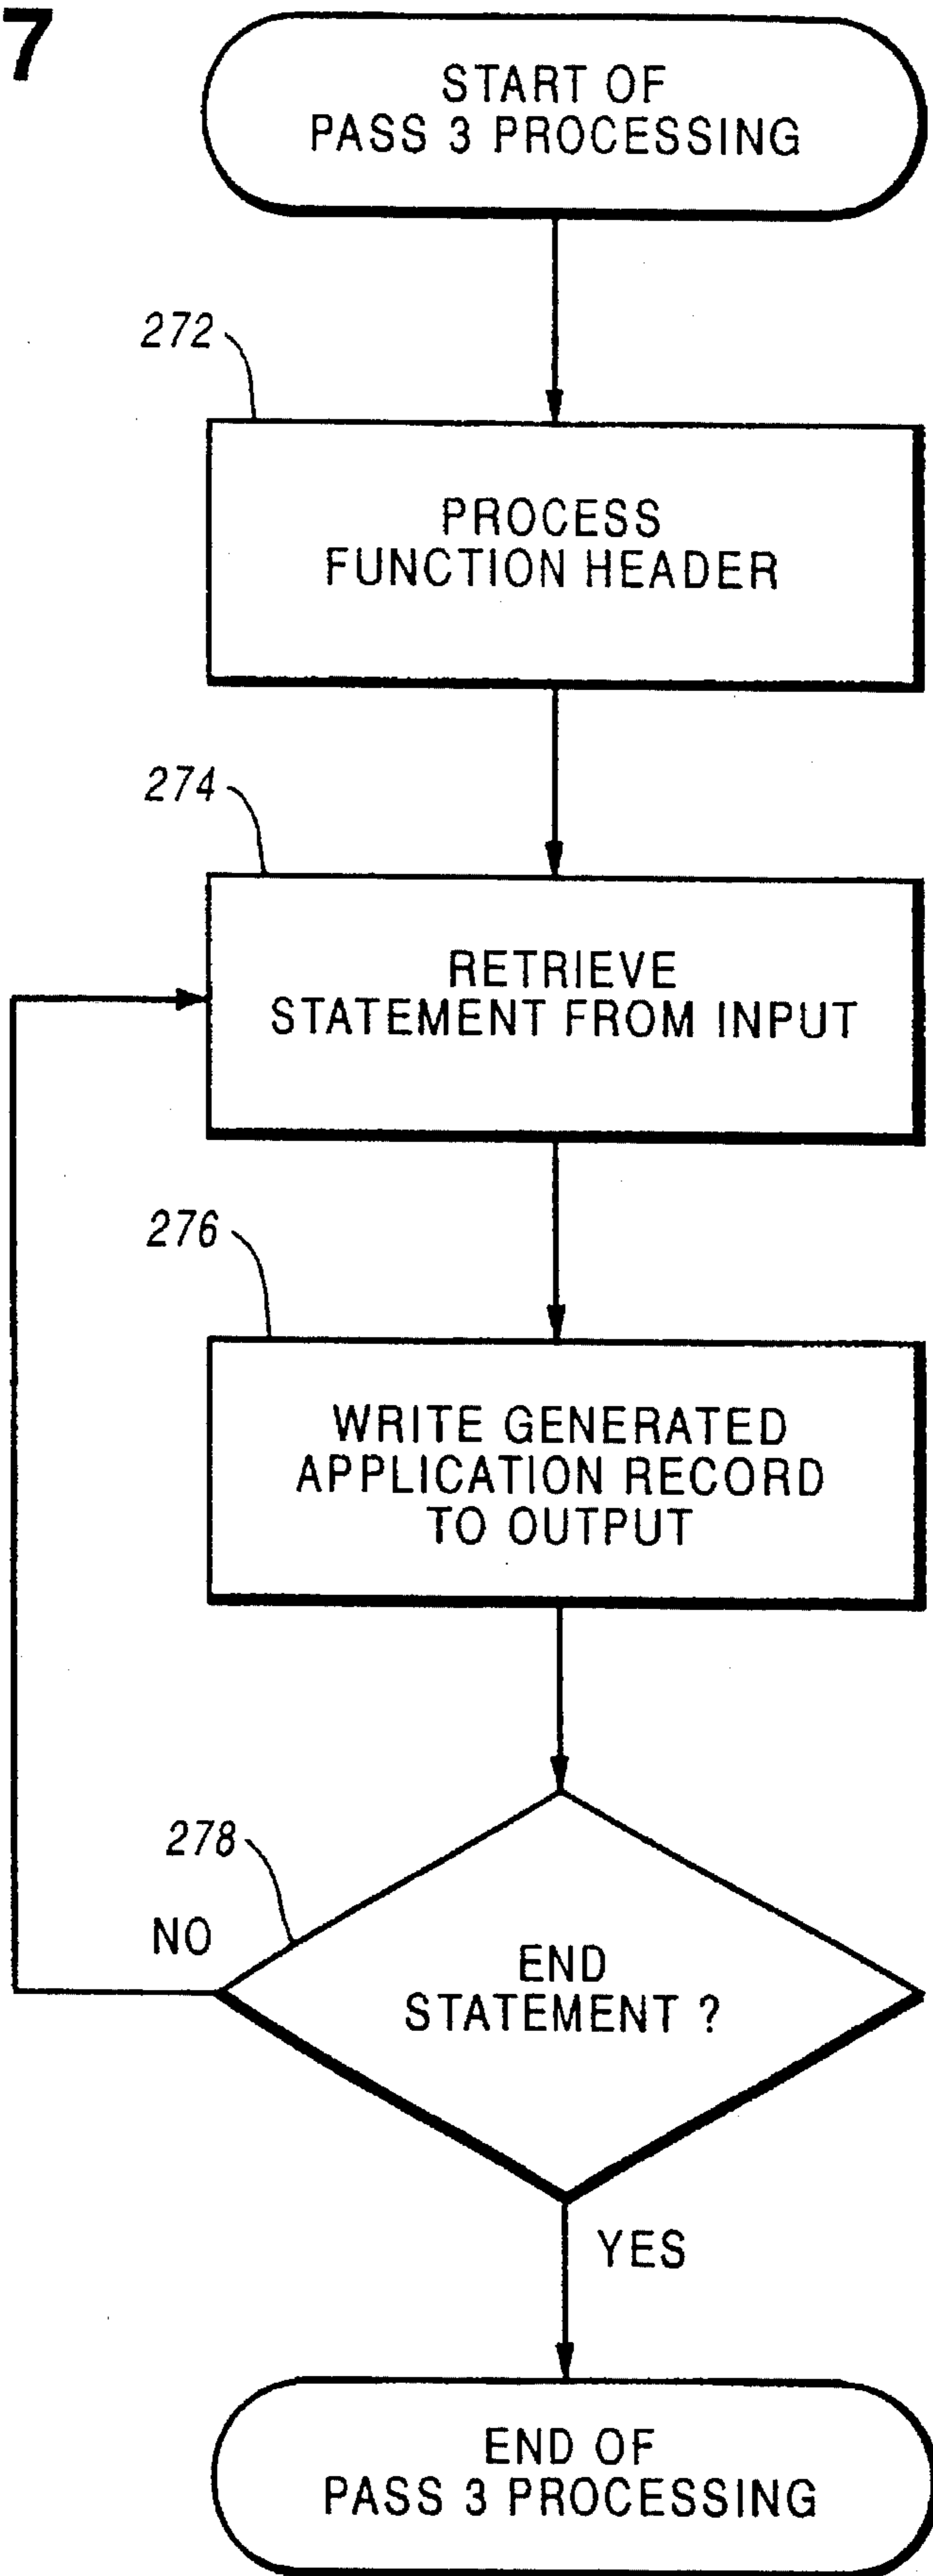 7
START OF
PASS 3 PROCESSING
272
PROCESS
FUNCTION HEADER
274
RETRIEVE
STATEMENT FROM INPUT
276
WRITE GENERATED
APPLICATION RECORD
TO OUTPUT
278
NO
END
STATEMENT ?
YES
END OF
PASS 3 PROCESSING